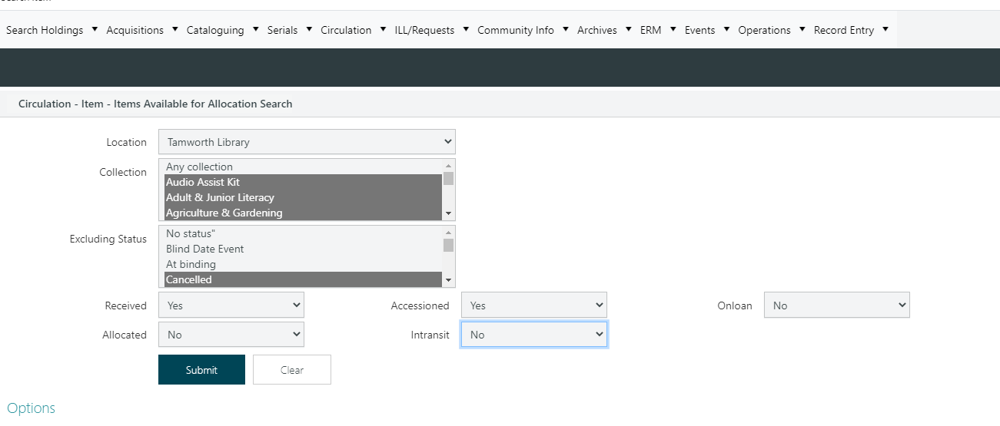 Search Holdings ▼ Acquisitions ▼ Cataloguing ▼ Serials ▼ Circulation ▼ ILL/Requests ▼ Community Info ▼ Archives ▼ ERM ▼ Events ▼ Operations ▼ Record Entry ▼
Circulation - Item - Items Available for Allocation Search
Location Tamworth Library
Collection Any collection
Audio Assist Kit
Adult & Junior Literacy
Agriculture & Gardening
Excluding Status No status"
Blind Date Event
At binding
Cancelled
Received Yes Accessioned Yes Onloan No
Allocated No Intransit No
Submit Clear
Options